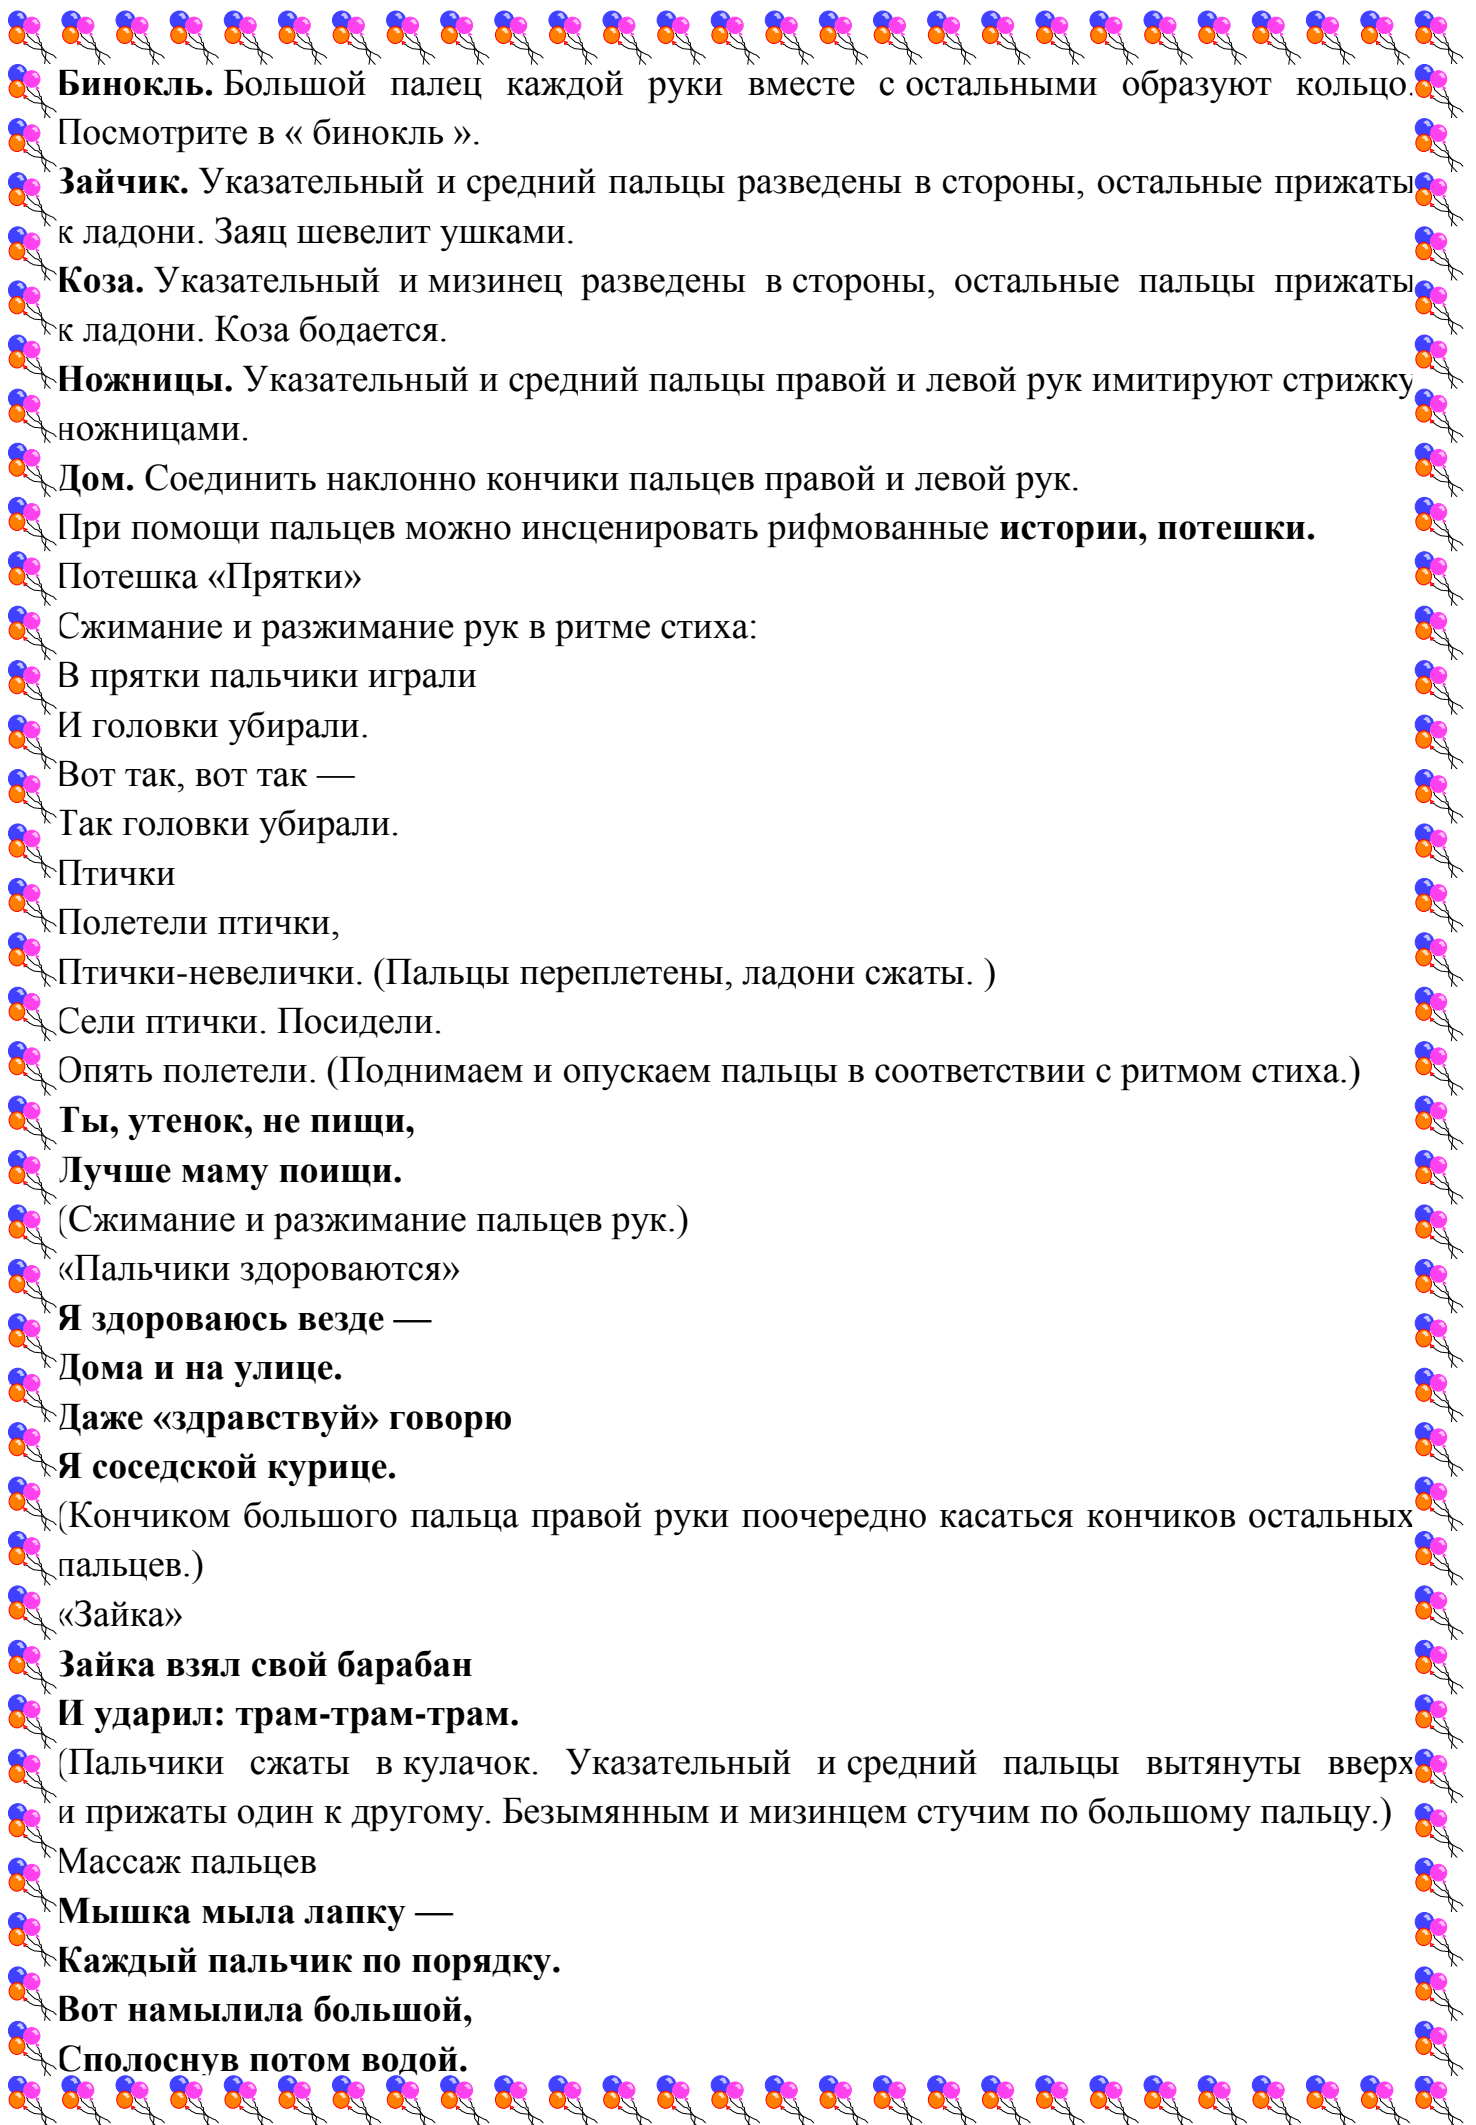 Бинокль. Большой палец каждой руки вместе с остальными образуют кольцо.
Посмотрите в « бинокль ».
Зайчик. Указательный и средний пальцы разведены в стороны, остальные прижаты
к ладони. Заяц шевелит ушками.
Коза. Указательный и мизинец разведены в стороны, остальные пальцы прижаты
к ладони. Коза бодается.
Ножницы. Указательный и средний пальцы правой и левой рук имитируют стрижку
ножницами.
Дом. Соединить наклонно кончики пальцев правой и левой рук.
При помощи пальцев можно инсценировать рифмованные истории, потешки.
Потешка «Прятки»
Сжимание и разжимание рук в ритме стиха:
В прятки пальчики играли
И головки убирали.
Вот так, вот так —
Так головки убирали.
Птички
Полетели птички,
Птички-невелички. (Пальцы переплетены, ладони сжаты. )
Сели птички. Посидели.
Опять полетели. (Поднимаем и опускаем пальцы в соответствии с ритмом стиха.)
Ты, утенок, не пищи,
Лучше маму поищи.
(Сжимание и разжимание пальцев рук.)
«Пальчики здороваются»
Я здороваюсь везде —
Дома и на улице.
Даже «здравствуй» говорю
Я соседской курице.
(Кончиком большого пальца правой руки поочередно касаться кончиков остальных
пальцев.)
«Зайка»
Зайка взял свой барабан
И ударил: трам-трам-трам.
(Пальчики сжаты в кулачок. Указательный и средний пальцы вытянуты вверх
и прижаты один к другому. Безымянным и мизинцем стучим по большому пальцу.)
Массаж пальцев
Мышка мыла лапку —
Каждый пальчик по порядку.
Вот намылила большой,
Сполоснув потом водой.